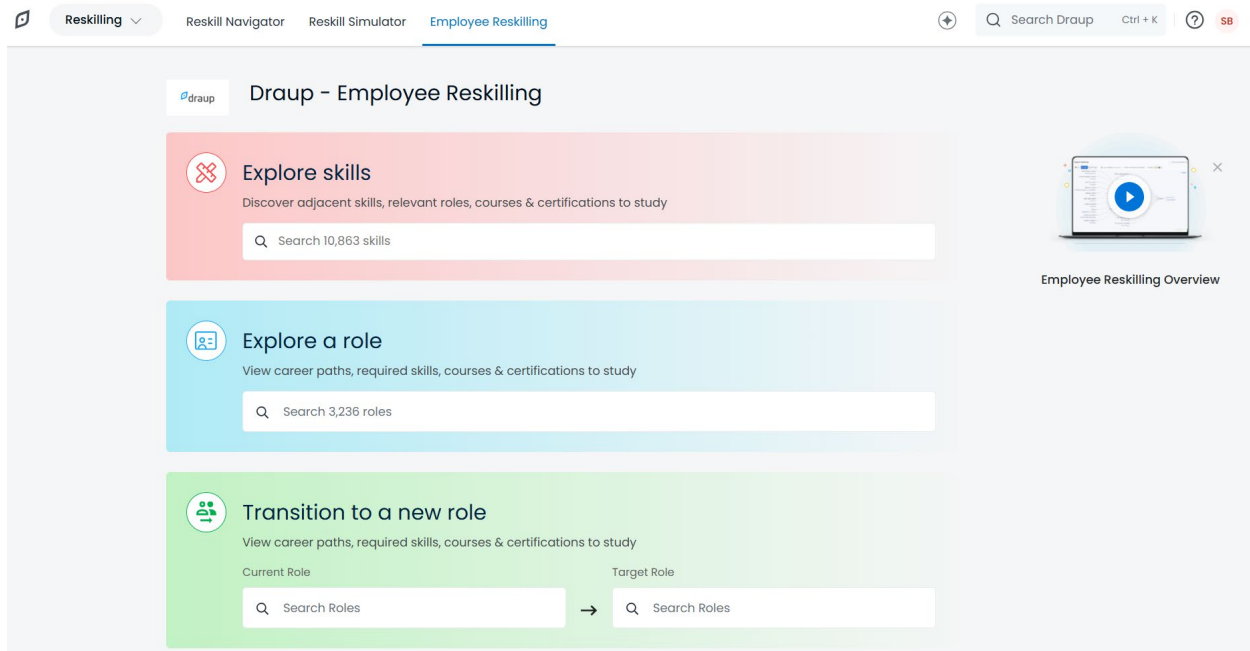 Reskilling
Reskill Navigator
Reskill Simulator
Employee Reskilling
Search Draup
Ctrl + K
?
SB
draup
Draup - Employee Reskilling
Explore skills
Discover adjacent skills, relevant roles, courses & certifications to study
Search 10,863 skills
Employee Reskilling Overview
Explore a role
View career paths, required skills, courses & certifications to study
Search 3,236 roles
Transition to a new role
View career paths, required skills, courses & certifications to study
Current Role
Target Role
Search Roles
Search Roles